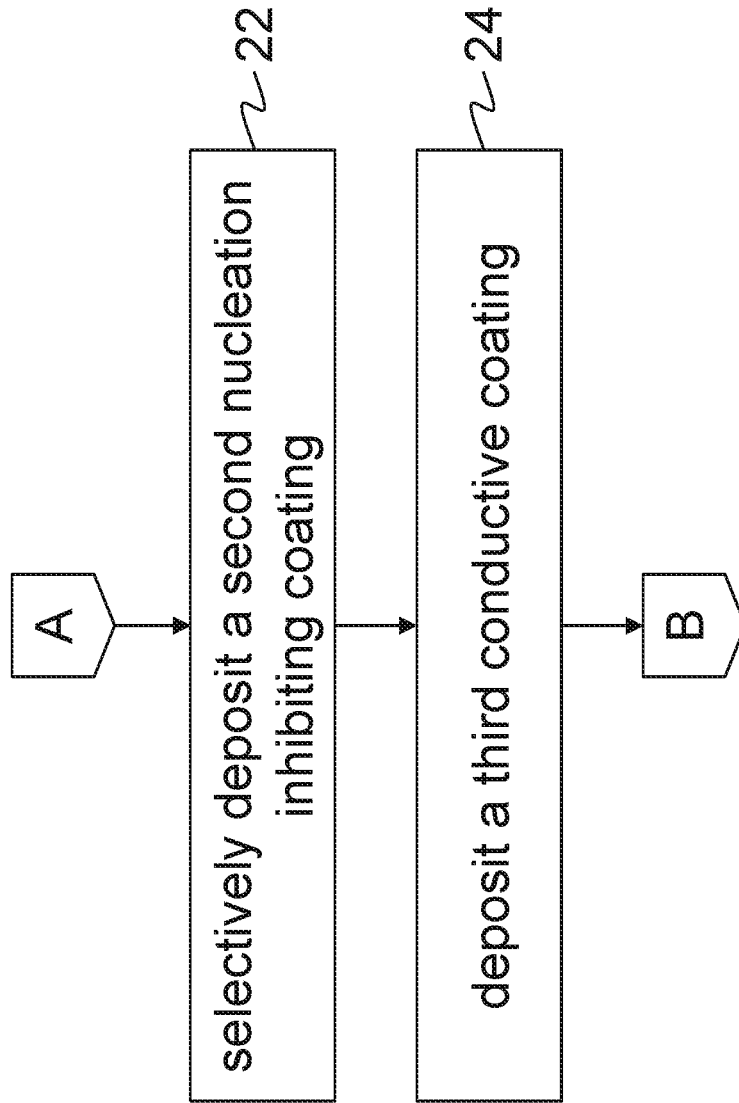 A
selectively deposit a second nucleation
inhibiting coating
22
deposit a third conductive coating
24
B